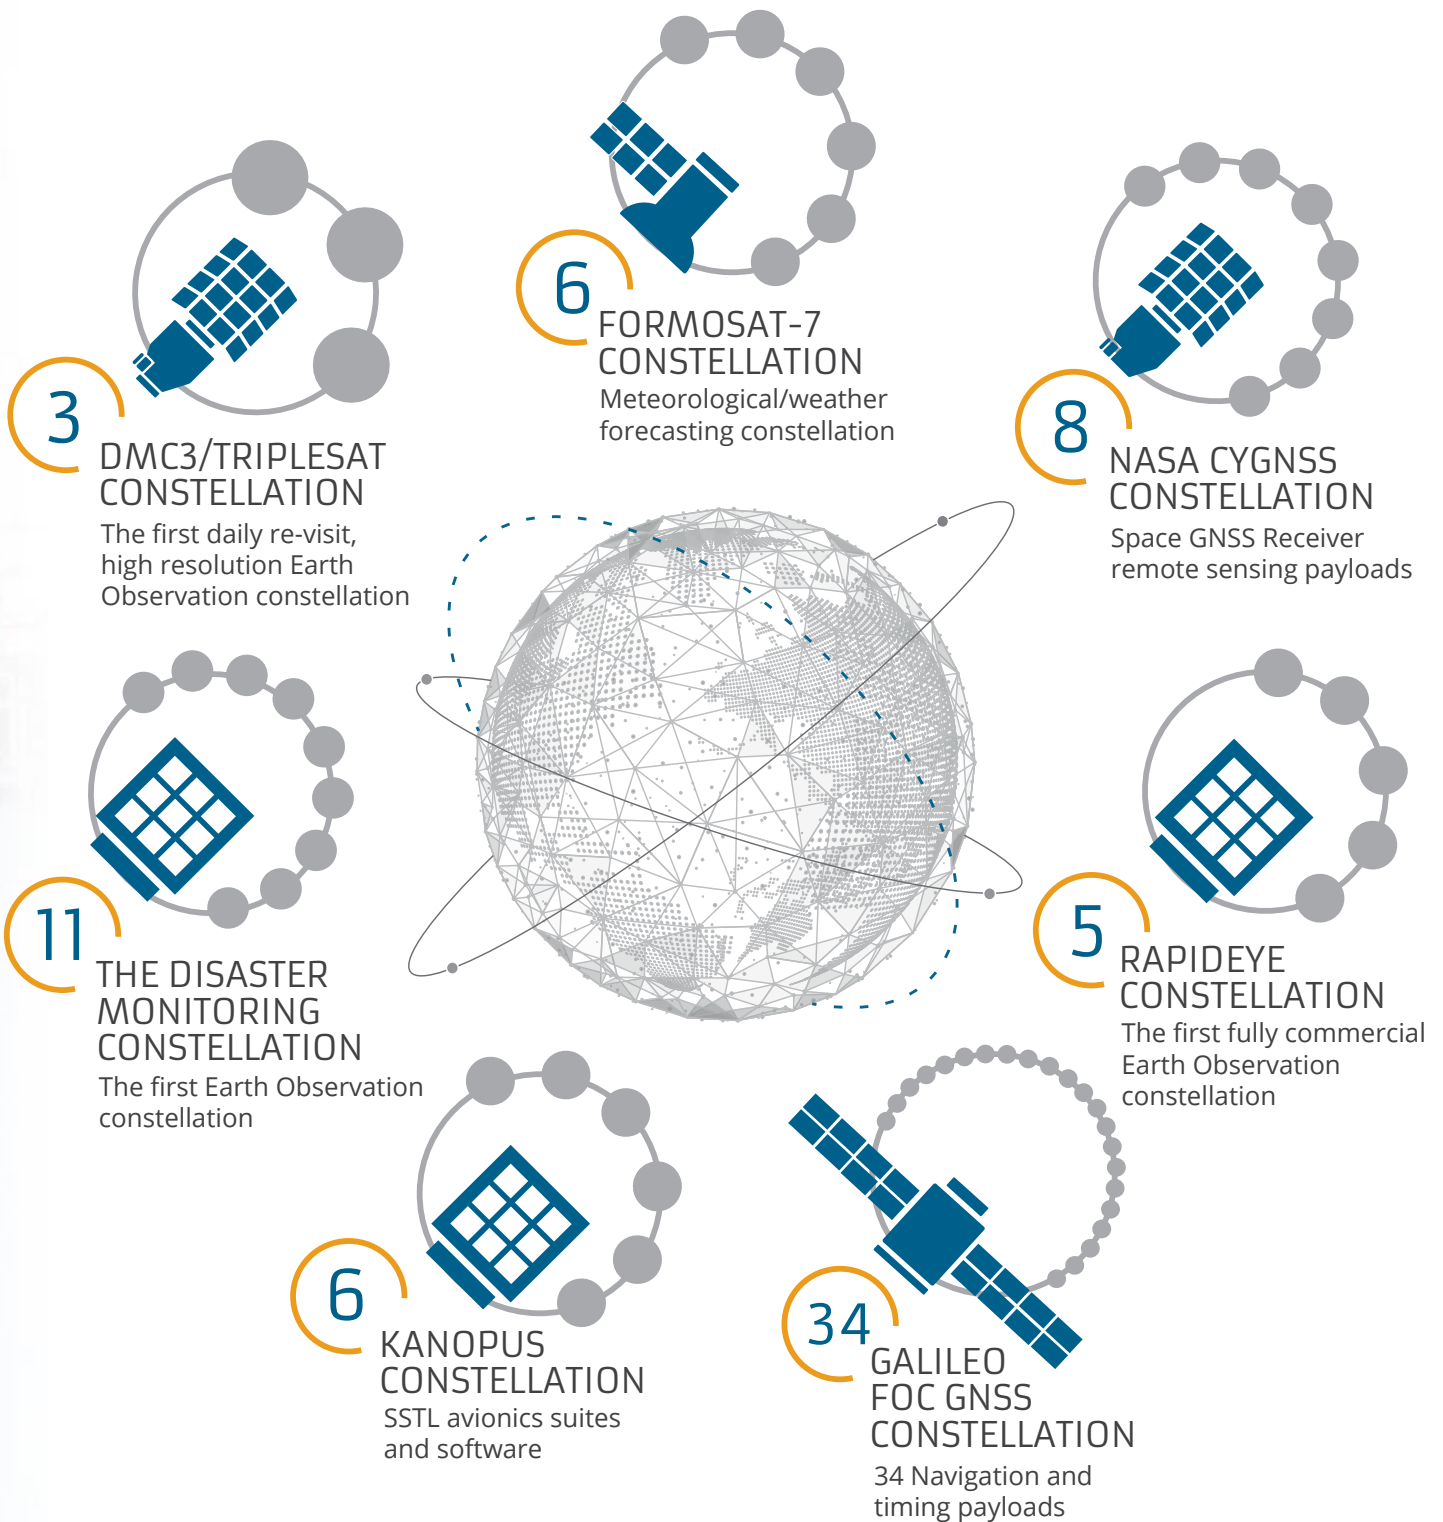 6
FORMOSAT-7
CONSTELLATION
Meteorological/weather
forecasting constellation
3
DMC3/TRIPLESAT
CONSTELLATION
The first daily re-visit,
high resolution Earth
Observation constellation
8
NASA CYGNSS
CONSTELLATION
Space GNSS Receiver
remote sensing payloads
11
THE DISASTER
MONITORING
CONSTELLATION
The first Earth Observation
constellation
5
RAPIDEYE
CONSTELLATION
The first fully commercial
Earth Observation
constellation
6
KANOPUS
CONSTELLATION
SSTL avionics suites
and software
34
GALILEO
FOC GNSS
CONSTELLATION
34 Navigation and
timing payloads